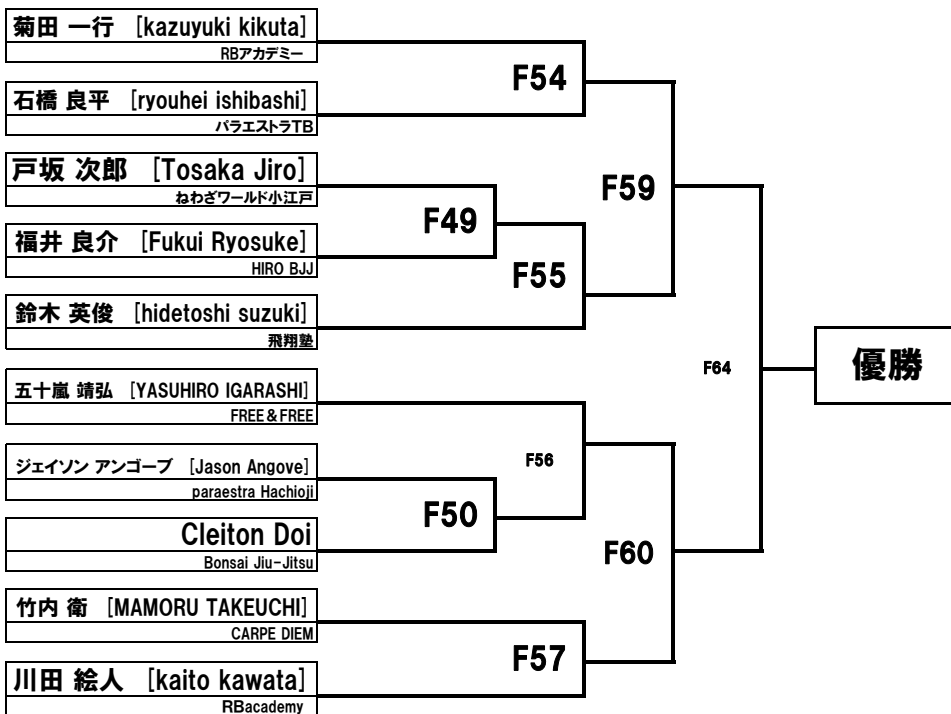 菊田 一行 [kazuyuki kikuta]
RBアカデミー
石橋 良平 [ryouhei ishibashi]
パラエストラTB
戸坂 次郎 [Tosaka Jiro]
ねわざワールド小江戸
福井 良介 [Fukui Ryosuke]
HIRO BJJ
鈴木 英俊 [hidetoshi suzuki]
飛翔塾
五十嵐 靖弘 [YASUHIRO IGARASHI]
FREE&FREE
ジェイソン アンゴーブ [Jason Angove]
paraestra Hachioji
Cleiton Doi
Bonsai Jiu-Jitsu
竹内 衛 [MAMORU TAKEUCHI]
CARPE DIEM
川田 絵人 [kaito kawata]
RBacademy
F49
F50
F54
F55
F56
F57
F59
F60
F64
優勝